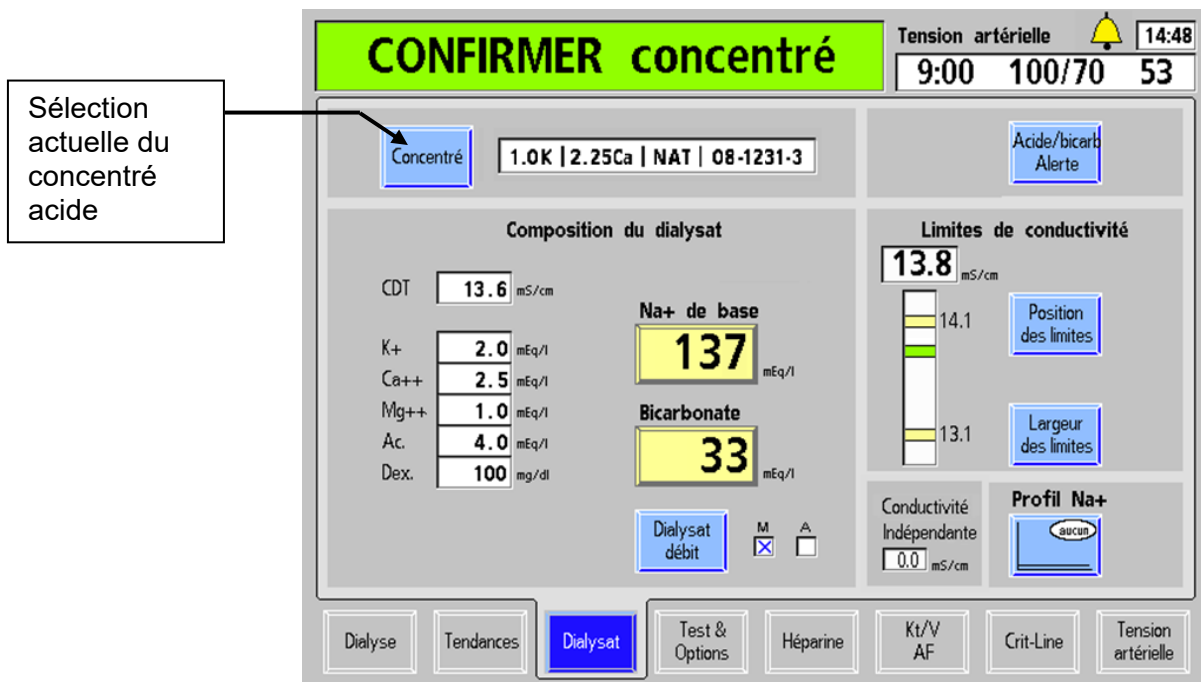 Sélection
actuelle du
concentré
acide
CONFIRMER concentré
Tension artérielle
14:48
9:00 100/70 53
Concentré
1.0K | 2.25Ca | NAT | 08-1231-3
Acide/bicarb
Alerte
Composition du dialysat
CDT 13.6 mS/cm
K+ 2.0 mEq/l
Ca++ 2.5 mEq/l
Mg++ 1.0 mEq/l
Ac. 4.0 mEq/l
Dex. 100 mg/dl
Na+ de base
137 mEq/l
Bicarbonate
33 mEq/l
Dialysat
débit
M A
Limites de conductivité
13.8 mS/cm
14.1
13.1
Position
des limites
Largeur
des limites
Conductivité
Indépendante
0.0 mS/cm
Profil Na+
aucun
Dialyse
Tendances
Dialysat
Test &
Options
Héparine
Kt/V
AF
Crit-Line
Tension
artérielle